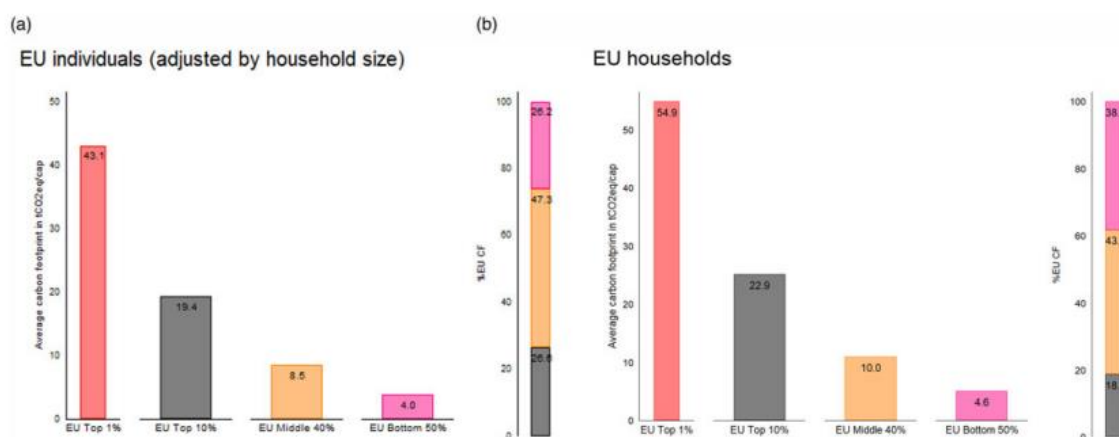 (a)
EU individuals (adjusted by household size)
Average carbon footprint in tCO2eq/cap
50
40
30
20
10
0
43.1
19.4
8.5
4.0
EU Top 1%
EU Top 10%
EU Middle 40%
EU Bottom 50%
%EU CF
100
80
60
40
20
0
26.2
47.3
26.6
(b)
EU households
Average carbon footprint in tCO2eq/cap
50
40
30
20
10
0
54.9
22.9
10.0
4.6
EU Top 1%
EU Top 10%
EU Middle 40%
EU Bottom 50%
%EU CF
100
80
60
40
20
0
38.
43.
18